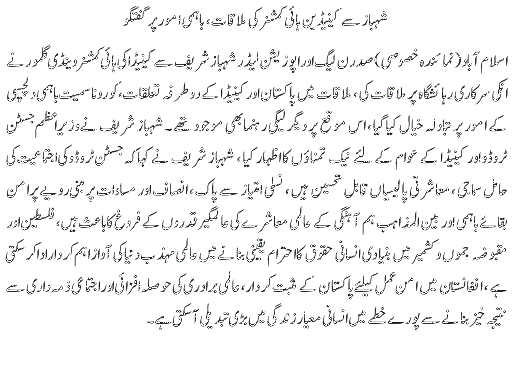 شہباز سے کینیڈین ہائی کمشنر کی ملاقات، باہمی امور پر گفتگو
اسلام آباد (نمائندہ خصوصی) صدر ن لیگ اور اپوزیشن لیڈر شہباز شریف سے کینیڈا کی ہائی کمشنر وینڈی گلمور نے
انکی سرکاری رہائشگاہ پر ملاقات کی، ملاقات میں پاکستان اور کینیڈا کے دو طرفہ تعلقات، کورونا سمیت باہمی دلچسپی
کے امور پر تبادلہ خیال کیا گیا، اس موقع پر دیگر لیگی رہنما بھی موجود تھے۔ شہباز شریف نے وزیر اعظم جسٹن
ٹروڈو اور کینیڈا کے عوام کے لئے نیک تمناؤں کا اظہار کیا، شہباز شریف نے کہا کہ جسٹن ٹروڈو کی اجتماعیت کی
حامل سماجی، معاشرتی پالیسیاں قابل تحسین ہیں، نسلی امتیاز سے پاک، انصاف اور مساوات پر مبنی رویے پر امن
بقائے باہمی اور بین المذاہب ہم آہنگی کے عالمی معاشرے کی عالمگیر قدروں کے فروغ کا باعث ہیں، فلسطین اور
مقبوضہ جموں و کشمیر میں بنیادی انسانی حقوق کا احترام یقینی بنانے میں عالمی مہذب دنیا کی آواز اہم کردار ادا کر سکتی
ہے، افغانستان میں امن عمل کیلئے پاکستان کے مثبت کردار، عالمی برادری کی حوصلہ افزائی اور اجتماعی ذمہ داری سے
نتیجہ خیز بنانے سے پورے خطے میں انسانی معیار زندگی میں بڑی تبدیلی آ سکتی ہے۔